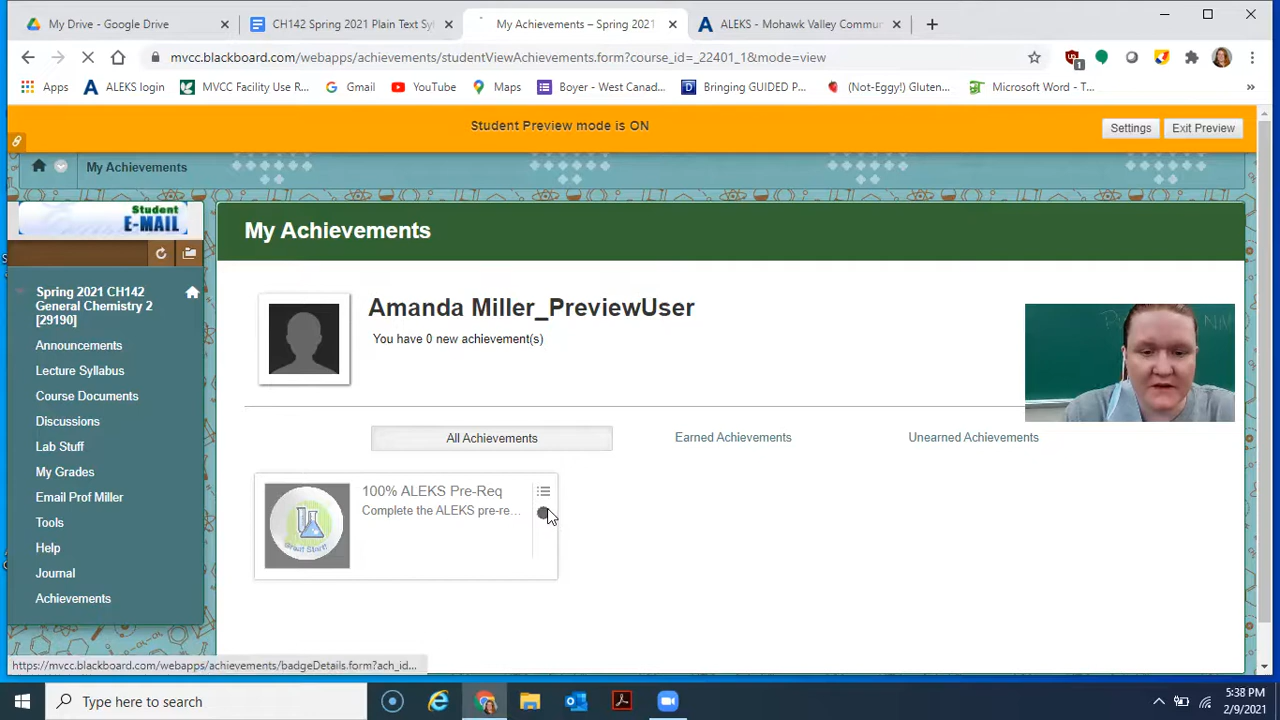 My Drive - Google Drive
CH142 Spring 2021 Plain Text Sy
My Achievements – Spring 2021
ALEKS - Mohawk Valley Commu
mvcc.blackboard.com/webapps/achievements/studentViewAchievements.form?course_id=_22401_1&mode=view
1
Apps
ALEKS login
MVCC Facility Use R...
Gmail
YouTube
Maps
Boyer - West Canad...
Bringing GUIDED P...
(Not-Eggy!) Gluten...
Microsoft Word - T...
»
Student Preview mode is ON
Settings
Exit Preview
My Achievements
Student
E-MAIL
My Achievements
Spring 2021 CH142
General Chemistry 2
[29190]
Announcements
Lecture Syllabus
Course Documents
Discussions
Lab Stuff
My Grades
Email Prof Miller
Tools
Help
Journal
Achievements
Amanda Miller_PreviewUser
You have 0 new achievement(s)
All Achievements
Earned Achievements
Unearned Achievements
100% ALEKS Pre-Req
Complete the ALEKS pre-re...
Great Start!
https://mvcc.blackboard.com/webapps/achievements/badgeDetails.form?ach_id...
Type here to search
5:38 PM
2/9/2021